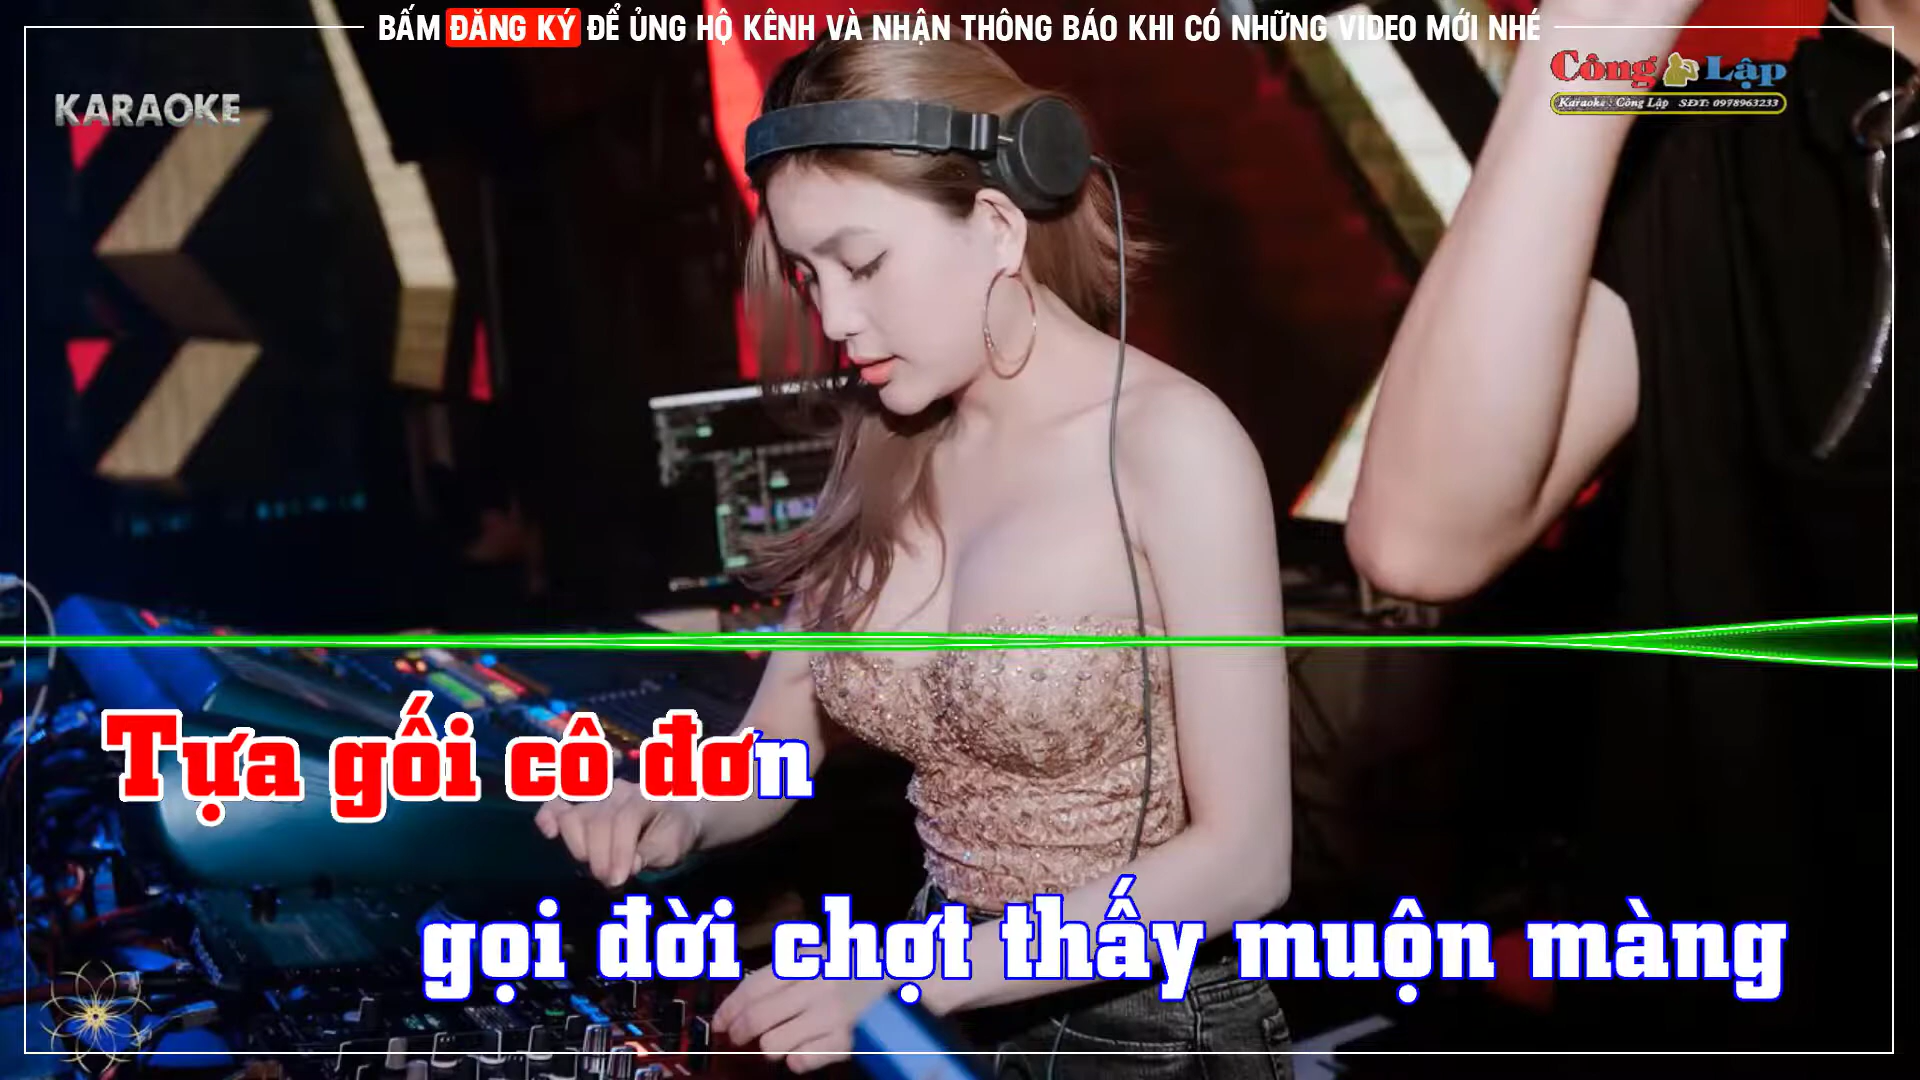 BẤM ĐĂNG KÝ ĐỂ ỦNG HỘ KÊNH VÀ NHẬN THÔNG BÁO KHI CÓ NHỮNG VIDEO MỚI NHÉ
KARAOKE
Công Lập
Karaoke : Công Lập SĐT: 0978963233
Tựa gối cô đơn
gọi đời chợt thấy muộn màng